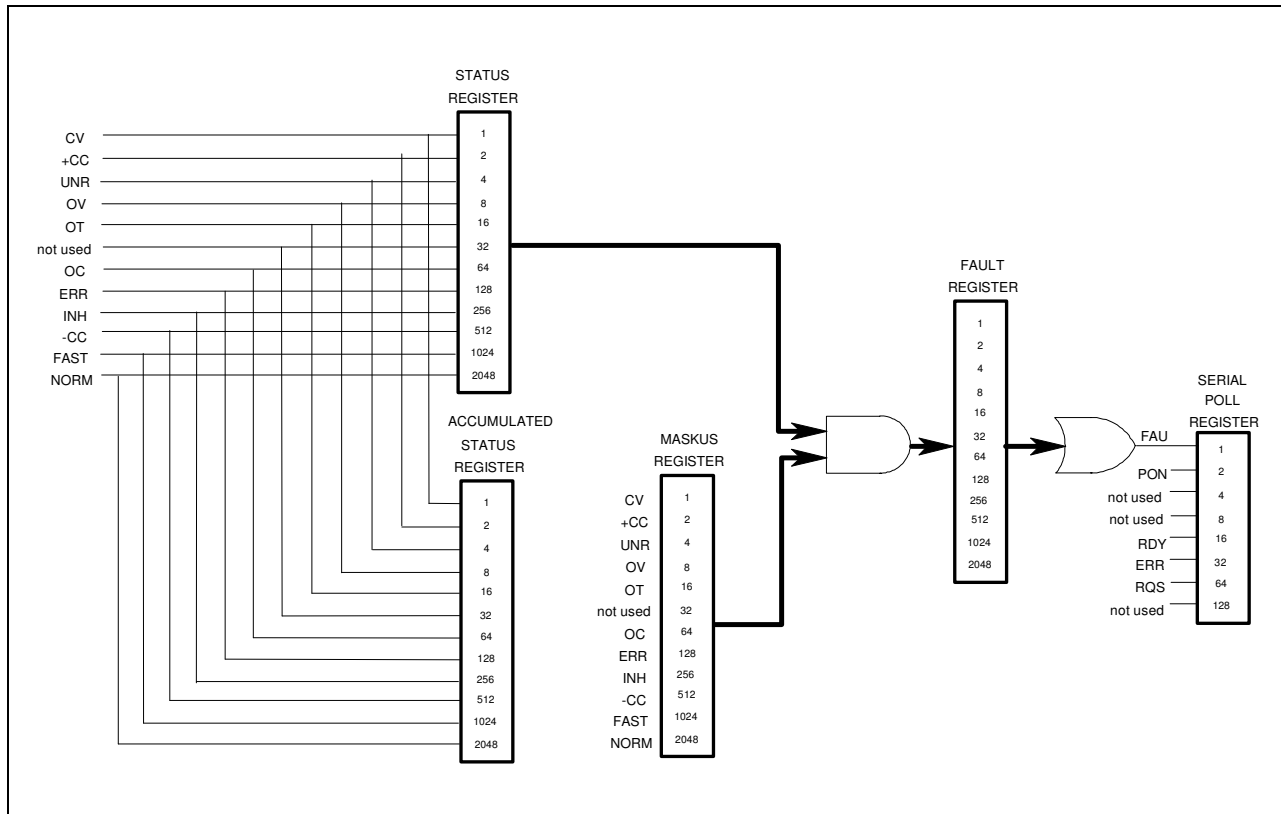 STATUS
REGISTER
CV
+CC
UNR
OV
OT
not used
OC
ERR
INH
-CC
FAST
NORM
1
2
4
8
16
32
64
128
256
512
1024
2048
ACCUMULATED
STATUS
REGISTER
1
2
4
8
16
32
64
128
256
512
1024
2048
MASKUS
REGISTER
CV 1
+CC 2
UNR 4
OV 8
OT 16
not used 32
OC 64
ERR 128
INH 256
-CC 512
FAST 1024
NORM 2048
FAULT
REGISTER
1
2
4
8
16
32
64
128
256
512
1024
2048
SERIAL
POLL
REGISTER
FAU 1
PON 2
not used 4
not used 8
RDY 16
ERR 32
RQS 64
not used 128